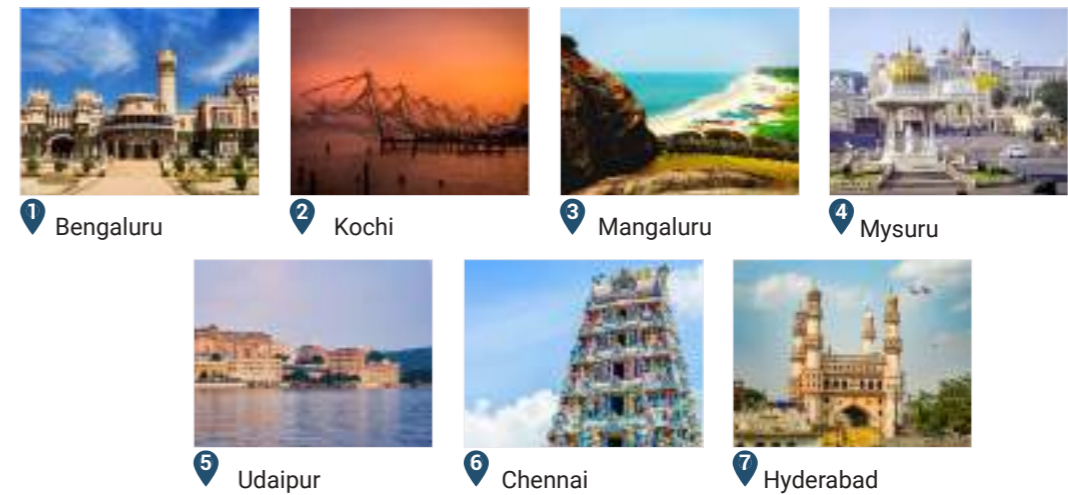 1 Bengaluru
2 Kochi
3 Mangaluru
4 Mysuru
5 Udaipur
6 Chennai
7 Hyderabad